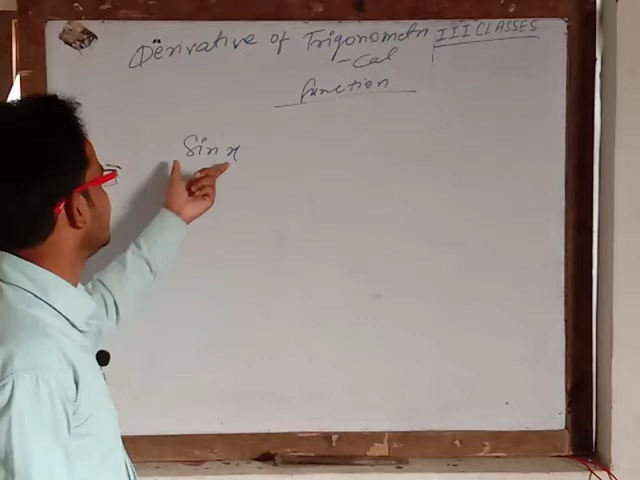 Derivative of Trigonometri
-Cal
function
III CLASSES
Sin x